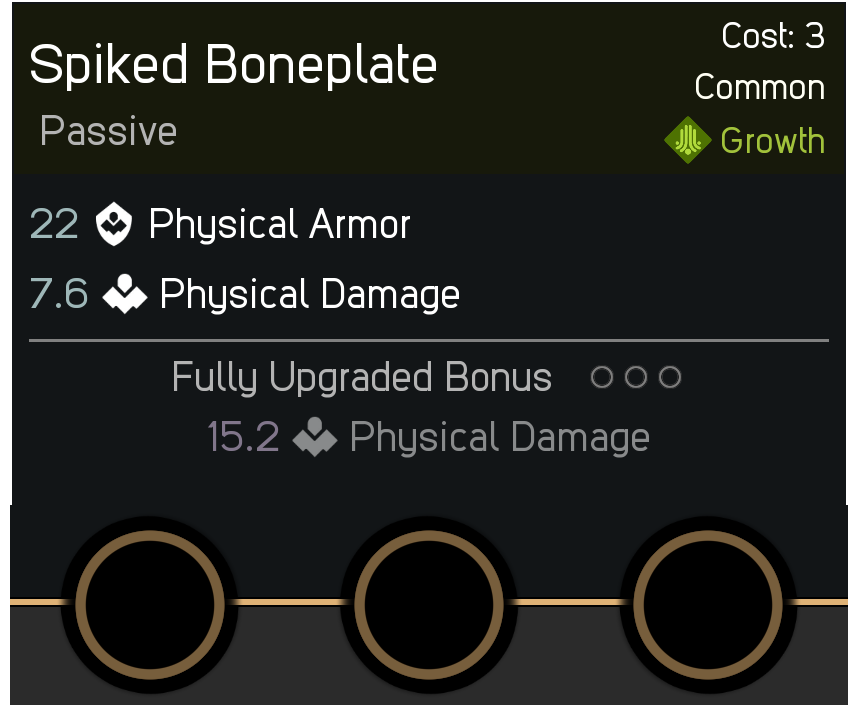 Spiked Boneplate
Passive
Cost: 3
Common
Growth
22 Physical Armor
7.6 Physical Damage
Fully Upgraded Bonus
15.2 Physical Damage